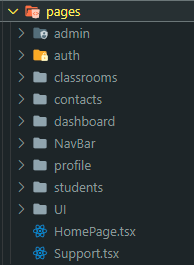 pages
admin
auth
classrooms
contacts
dashboard
NavBar
profile
students
UI
HomePage.tsx
Support.tsx